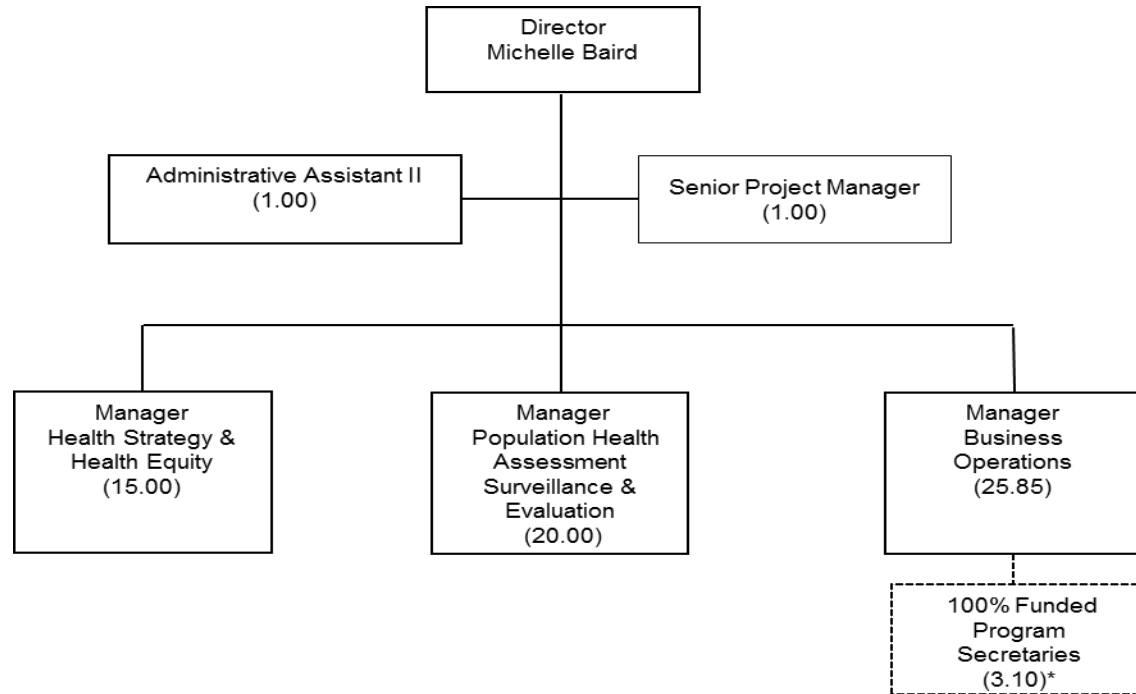 Director
Michelle Baird
Administrative Assistant II
(1.00)
Senior Project Manager
(1.00)
Manager
Health Strategy &
Health Equity
(15.00)
Manager
Population Health
Assessment
Surveillance &
Evaluation
(20.00)
Manager
Business
Operations
(25.85)
100% Funded
Program
Secretaries
(3.10)*